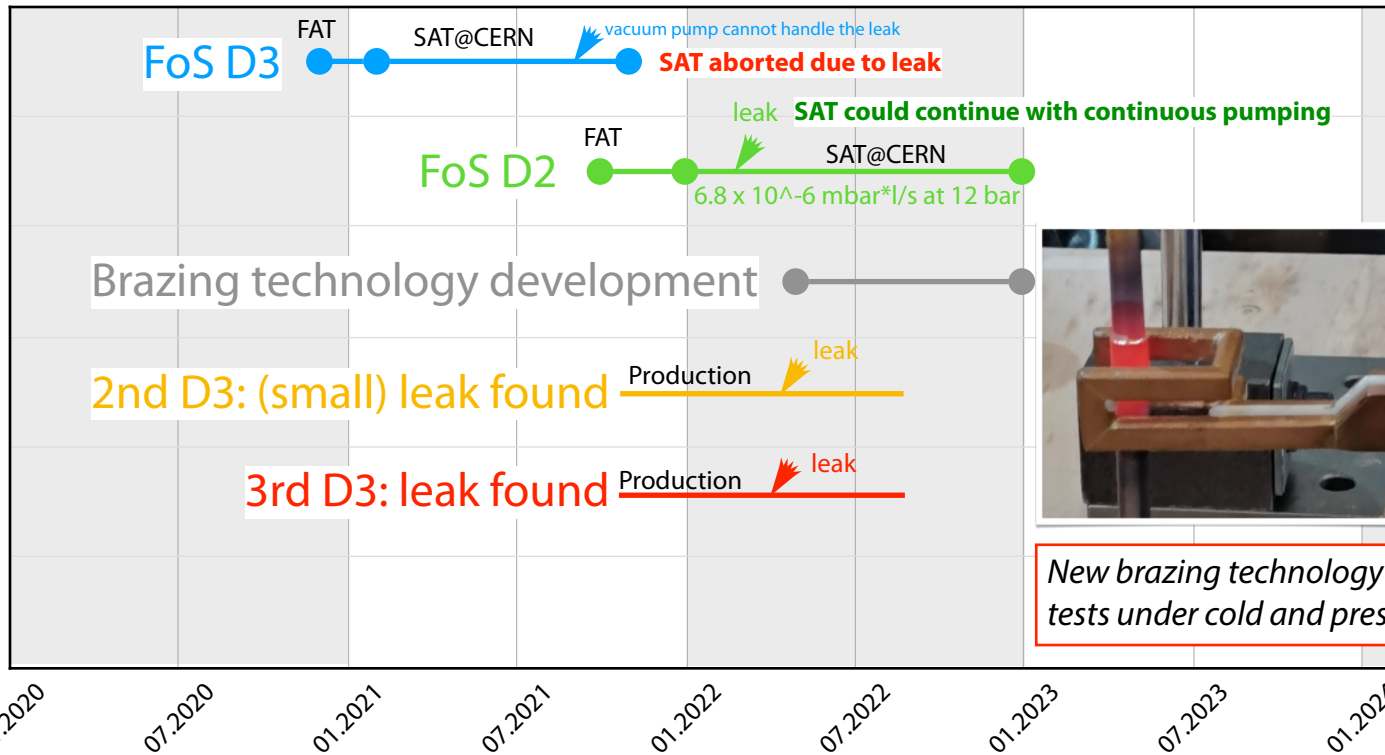 FAT
SAT@CERN
vacuum pump cannot handle the leak
FoS D3
SAT aborted due to leak
leak
SAT could continue with continuous pumping
FAT
SAT@CERN
FoS D2
6.8 x 10^-6 mbar*l/s at 12 bar
Brazing technology development
leak
Production
2nd D3: (small) leak found
leak
Production
3rd D3: leak found
New brazing technology
tests under cold and pres
.2020
07.2020
01.2021
07.2021
01.2022
07.2022
01.2023
07.2023
01.2024